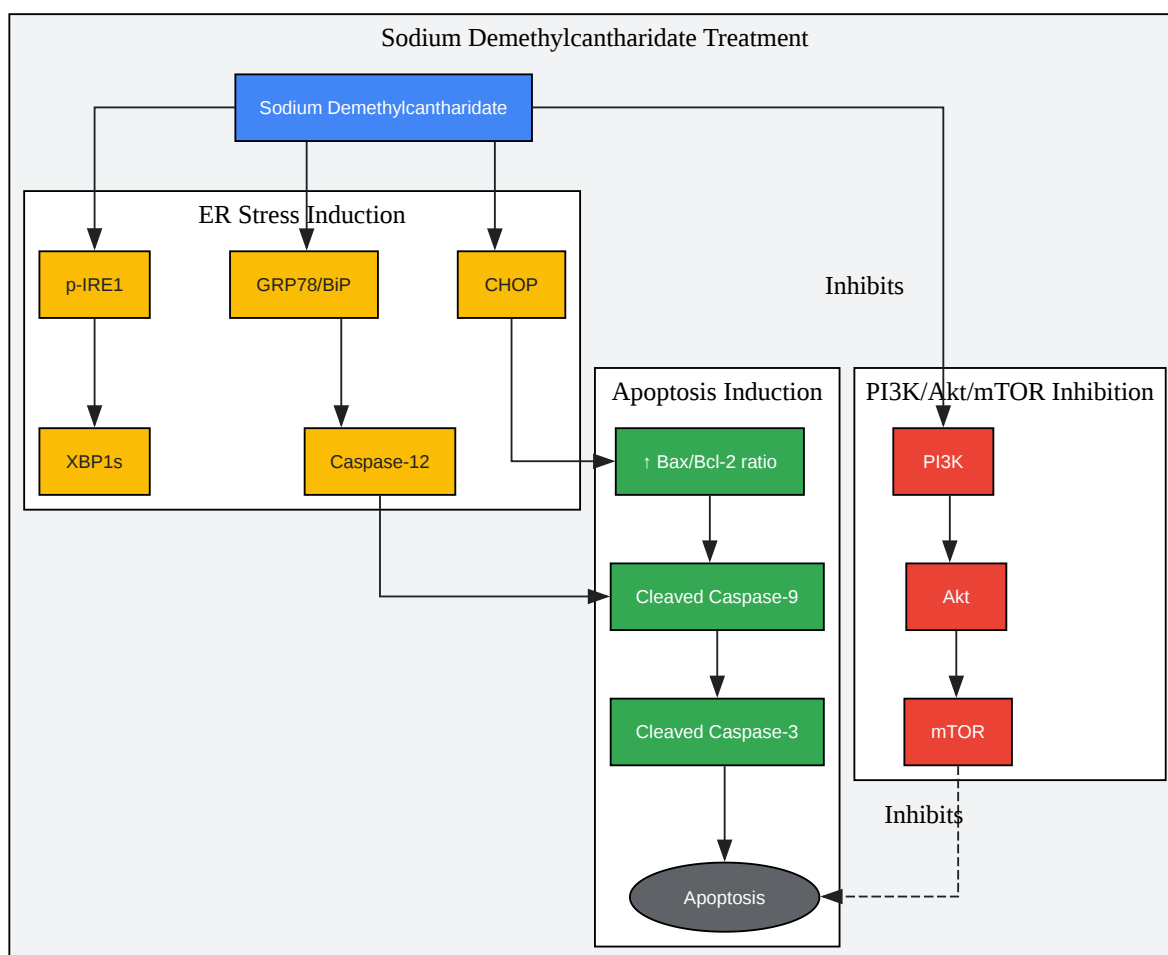 Sodium Demethylcantharidate Treatment
Sodium Demethylcantharidate
ER Stress Induction
p-IRE1
GRP78/BiP
CHOP
Inhibits
Apoptosis Induction
PI3K/Akt/mTOR Inhibition
XBP1s
Caspase-12
↑ Bax/Bcl-2 ratio
PI3K
Cleaved Caspase-9
Akt
Cleaved Caspase-3
mTOR
Inhibits
Apoptosis